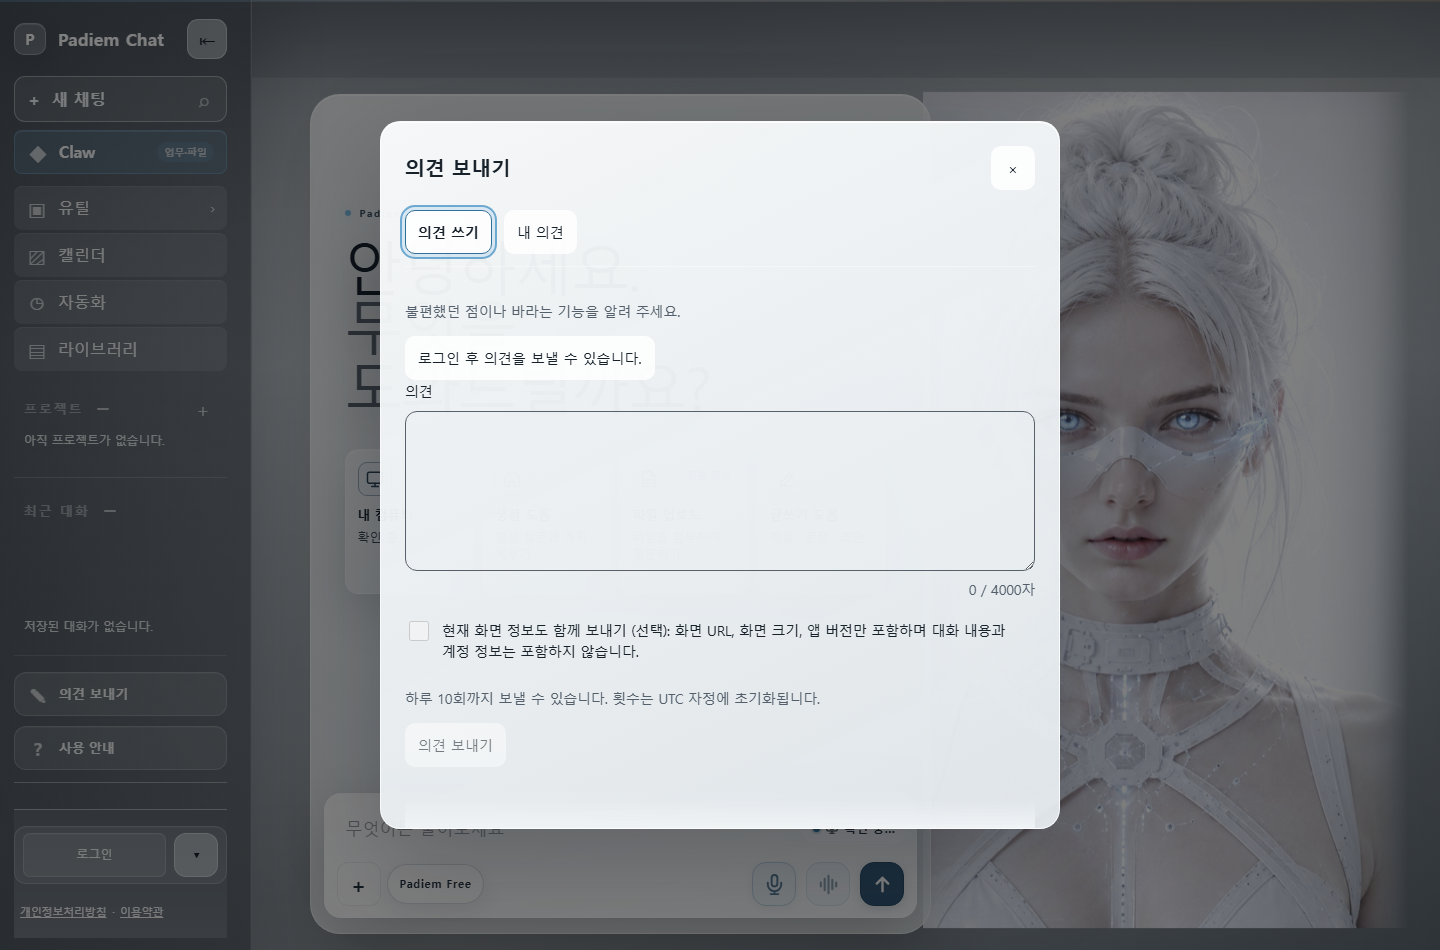 P Padiem Chat
+ 새 채팅
Claw 업무·파일
유틸
캘린더
자동화
라이브러리
프로젝트
아직 프로젝트가 없습니다.
최근 대화
저장된 대화가 없습니다.
의견 보내기
? 사용 안내
로그인
개인정보처리방침 · 이용약관
의견 보내기
×
의견 쓰기
내 의견
불편했던 점이나 바라는 기능을 알려 주세요.
로그인 후 의견을 보낼 수 있습니다.
의견
0 / 4000자
현재 화면 정보도 함께 보내기 (선택): 화면 URL, 화면 크기, 앱 버전만 포함하며 대화 내용과
계정 정보는 포함하지 않습니다.
하루 10회까지 보낼 수 있습니다. 횟수는 UTC 자정에 초기화됩니다.
의견 보내기
안녕하세요.
+
Padiem Free